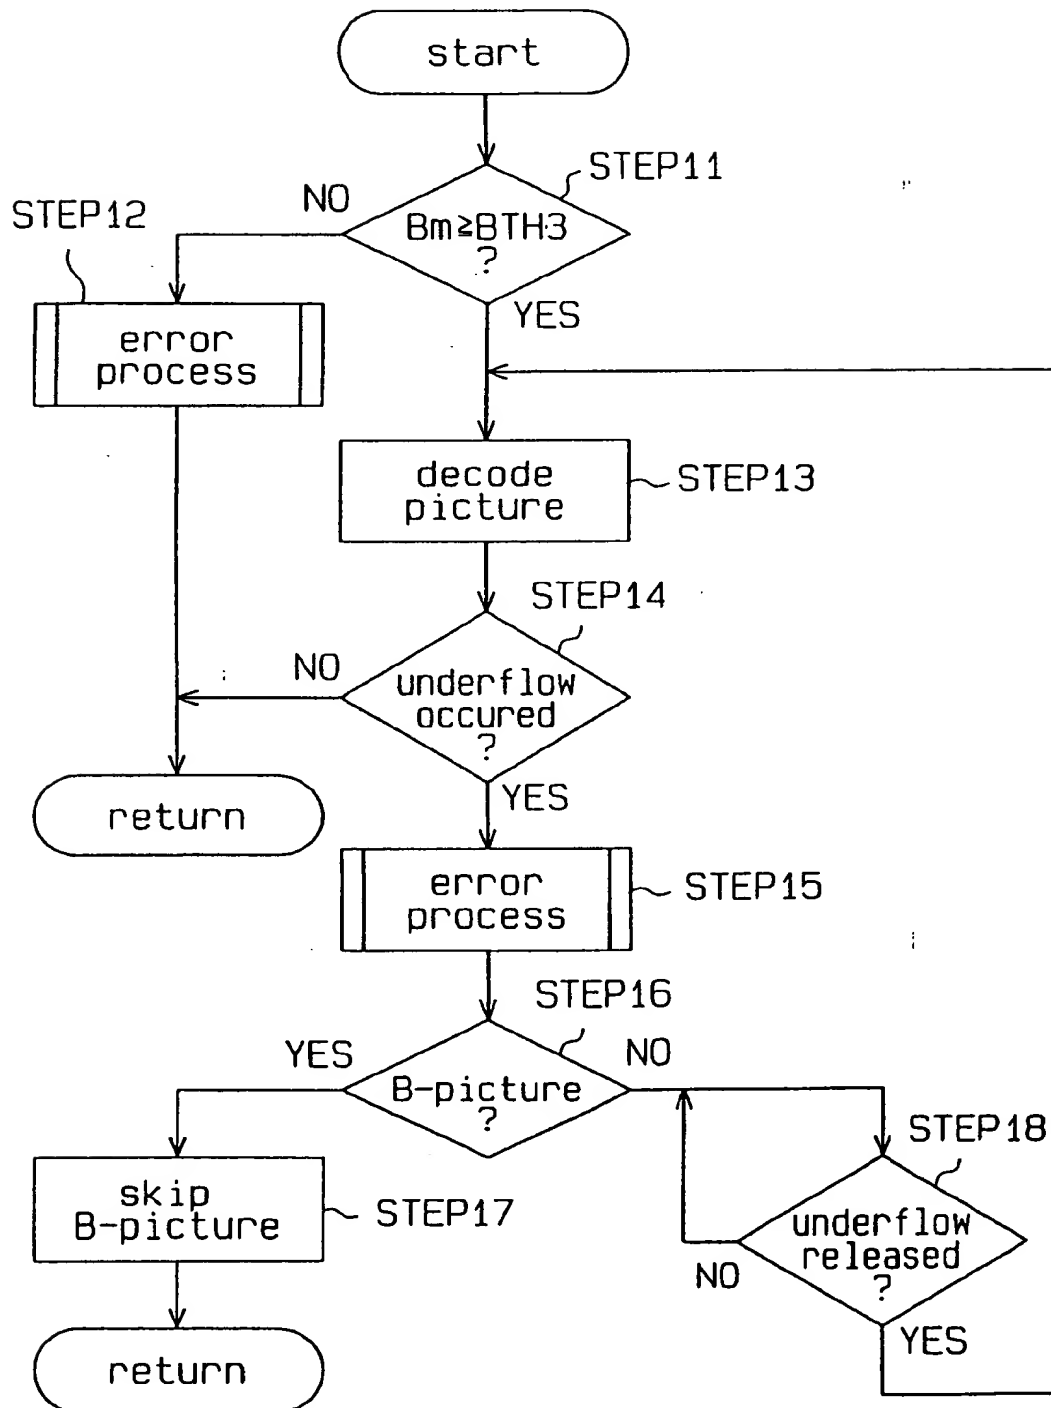 start
STEP11
NO
STEP12
Bm≧BTH3
?
YES
error
process
decode
picture
STEP13
STEP14
NO
underflow
occured
?
YES
return
error
process
STEP15
STEP16
YES
NO
B-picture
?
STEP18
skip
B-picture
STEP17
underflow
released
?
NO
YES
return